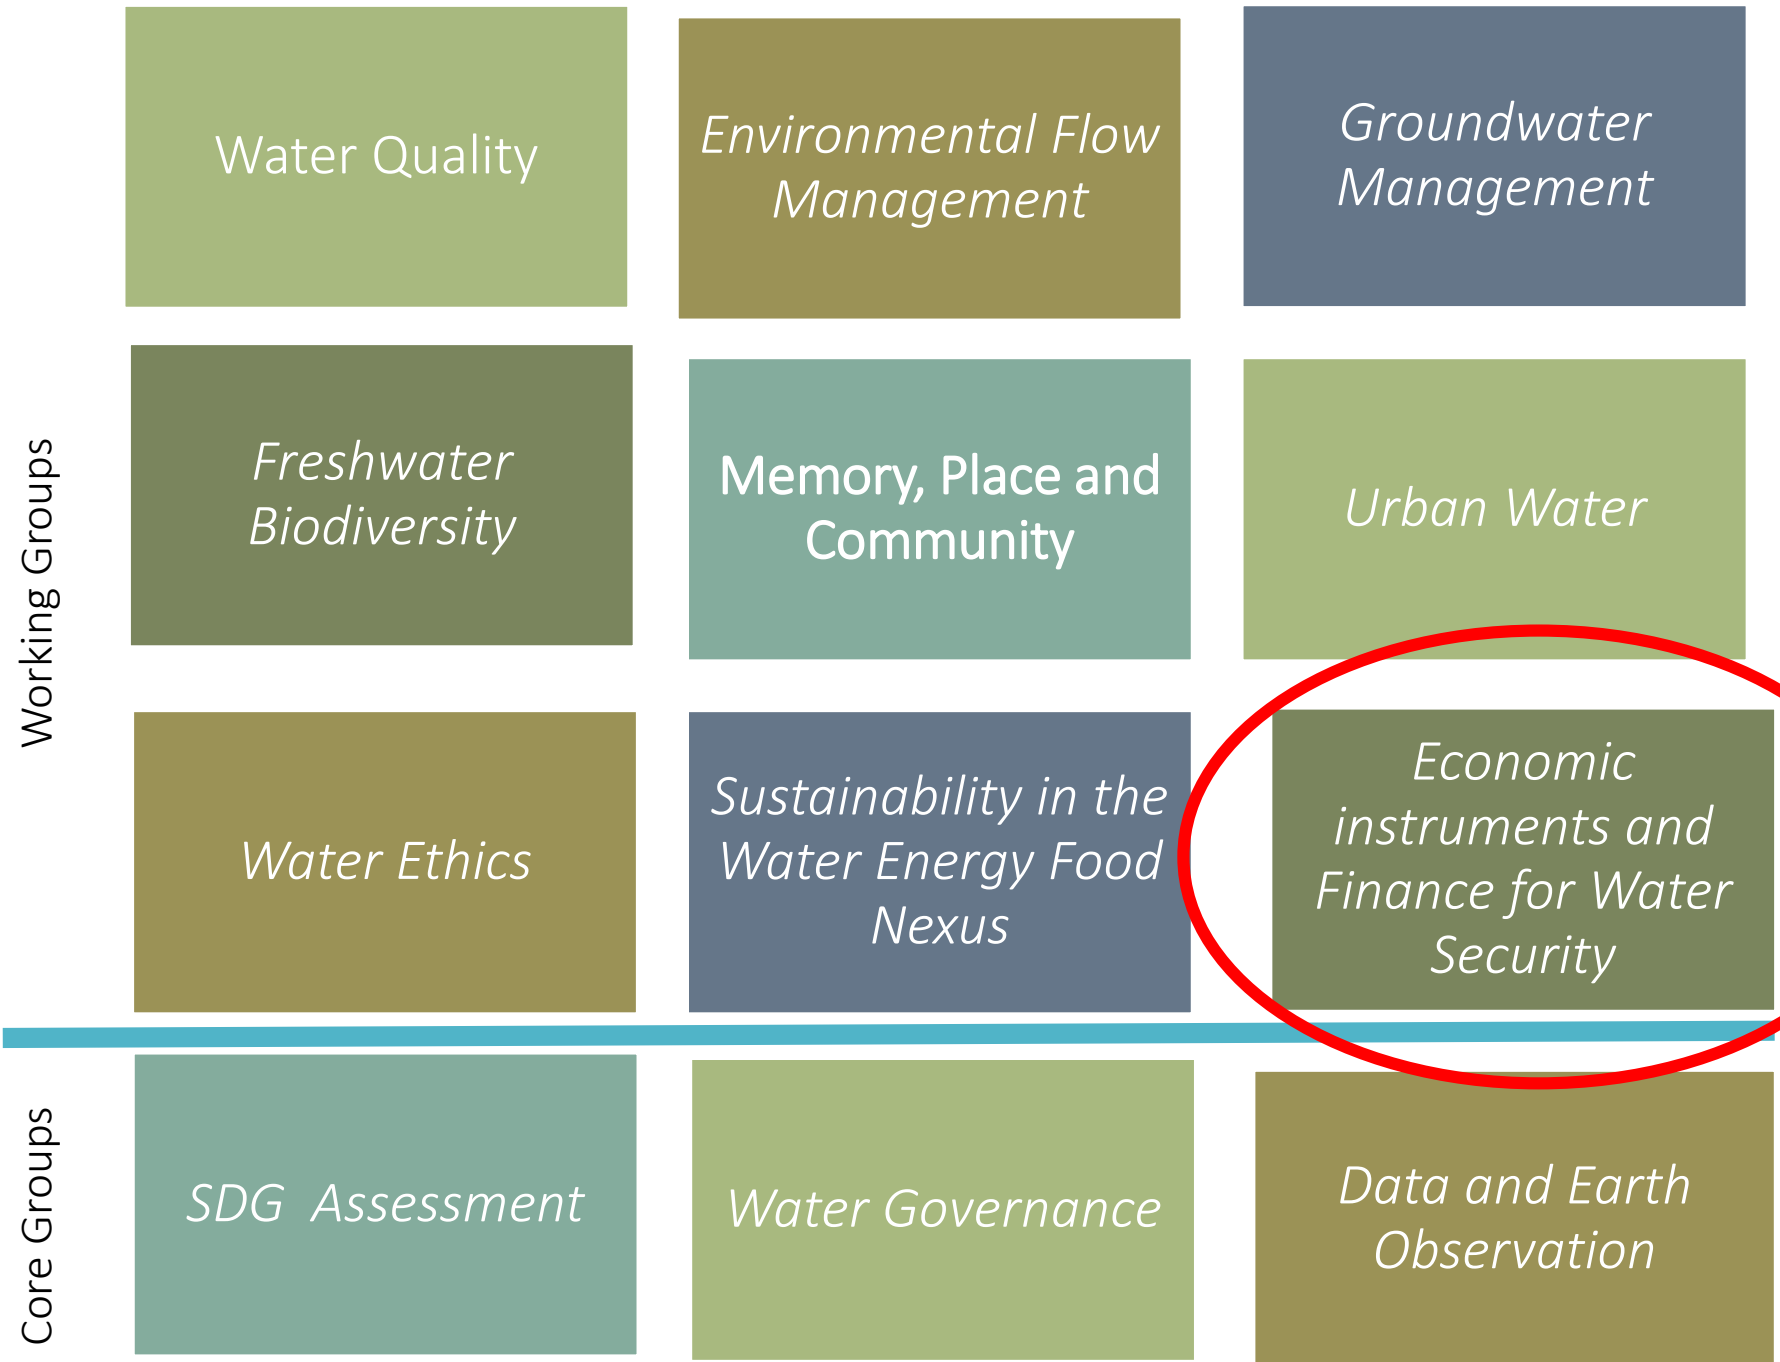 Working Groups
Water Quality
Environmental Flow
Management
Groundwater
Management
Freshwater
Biodiversity
Memory, Place and
Community
Urban Water
Water Ethics
Sustainability in the
Water Energy Food
Nexus
Economic
instruments and
Finance for Water
Security
Core Groups
SDG Assessment
Water Governance
Data and Earth
Observation